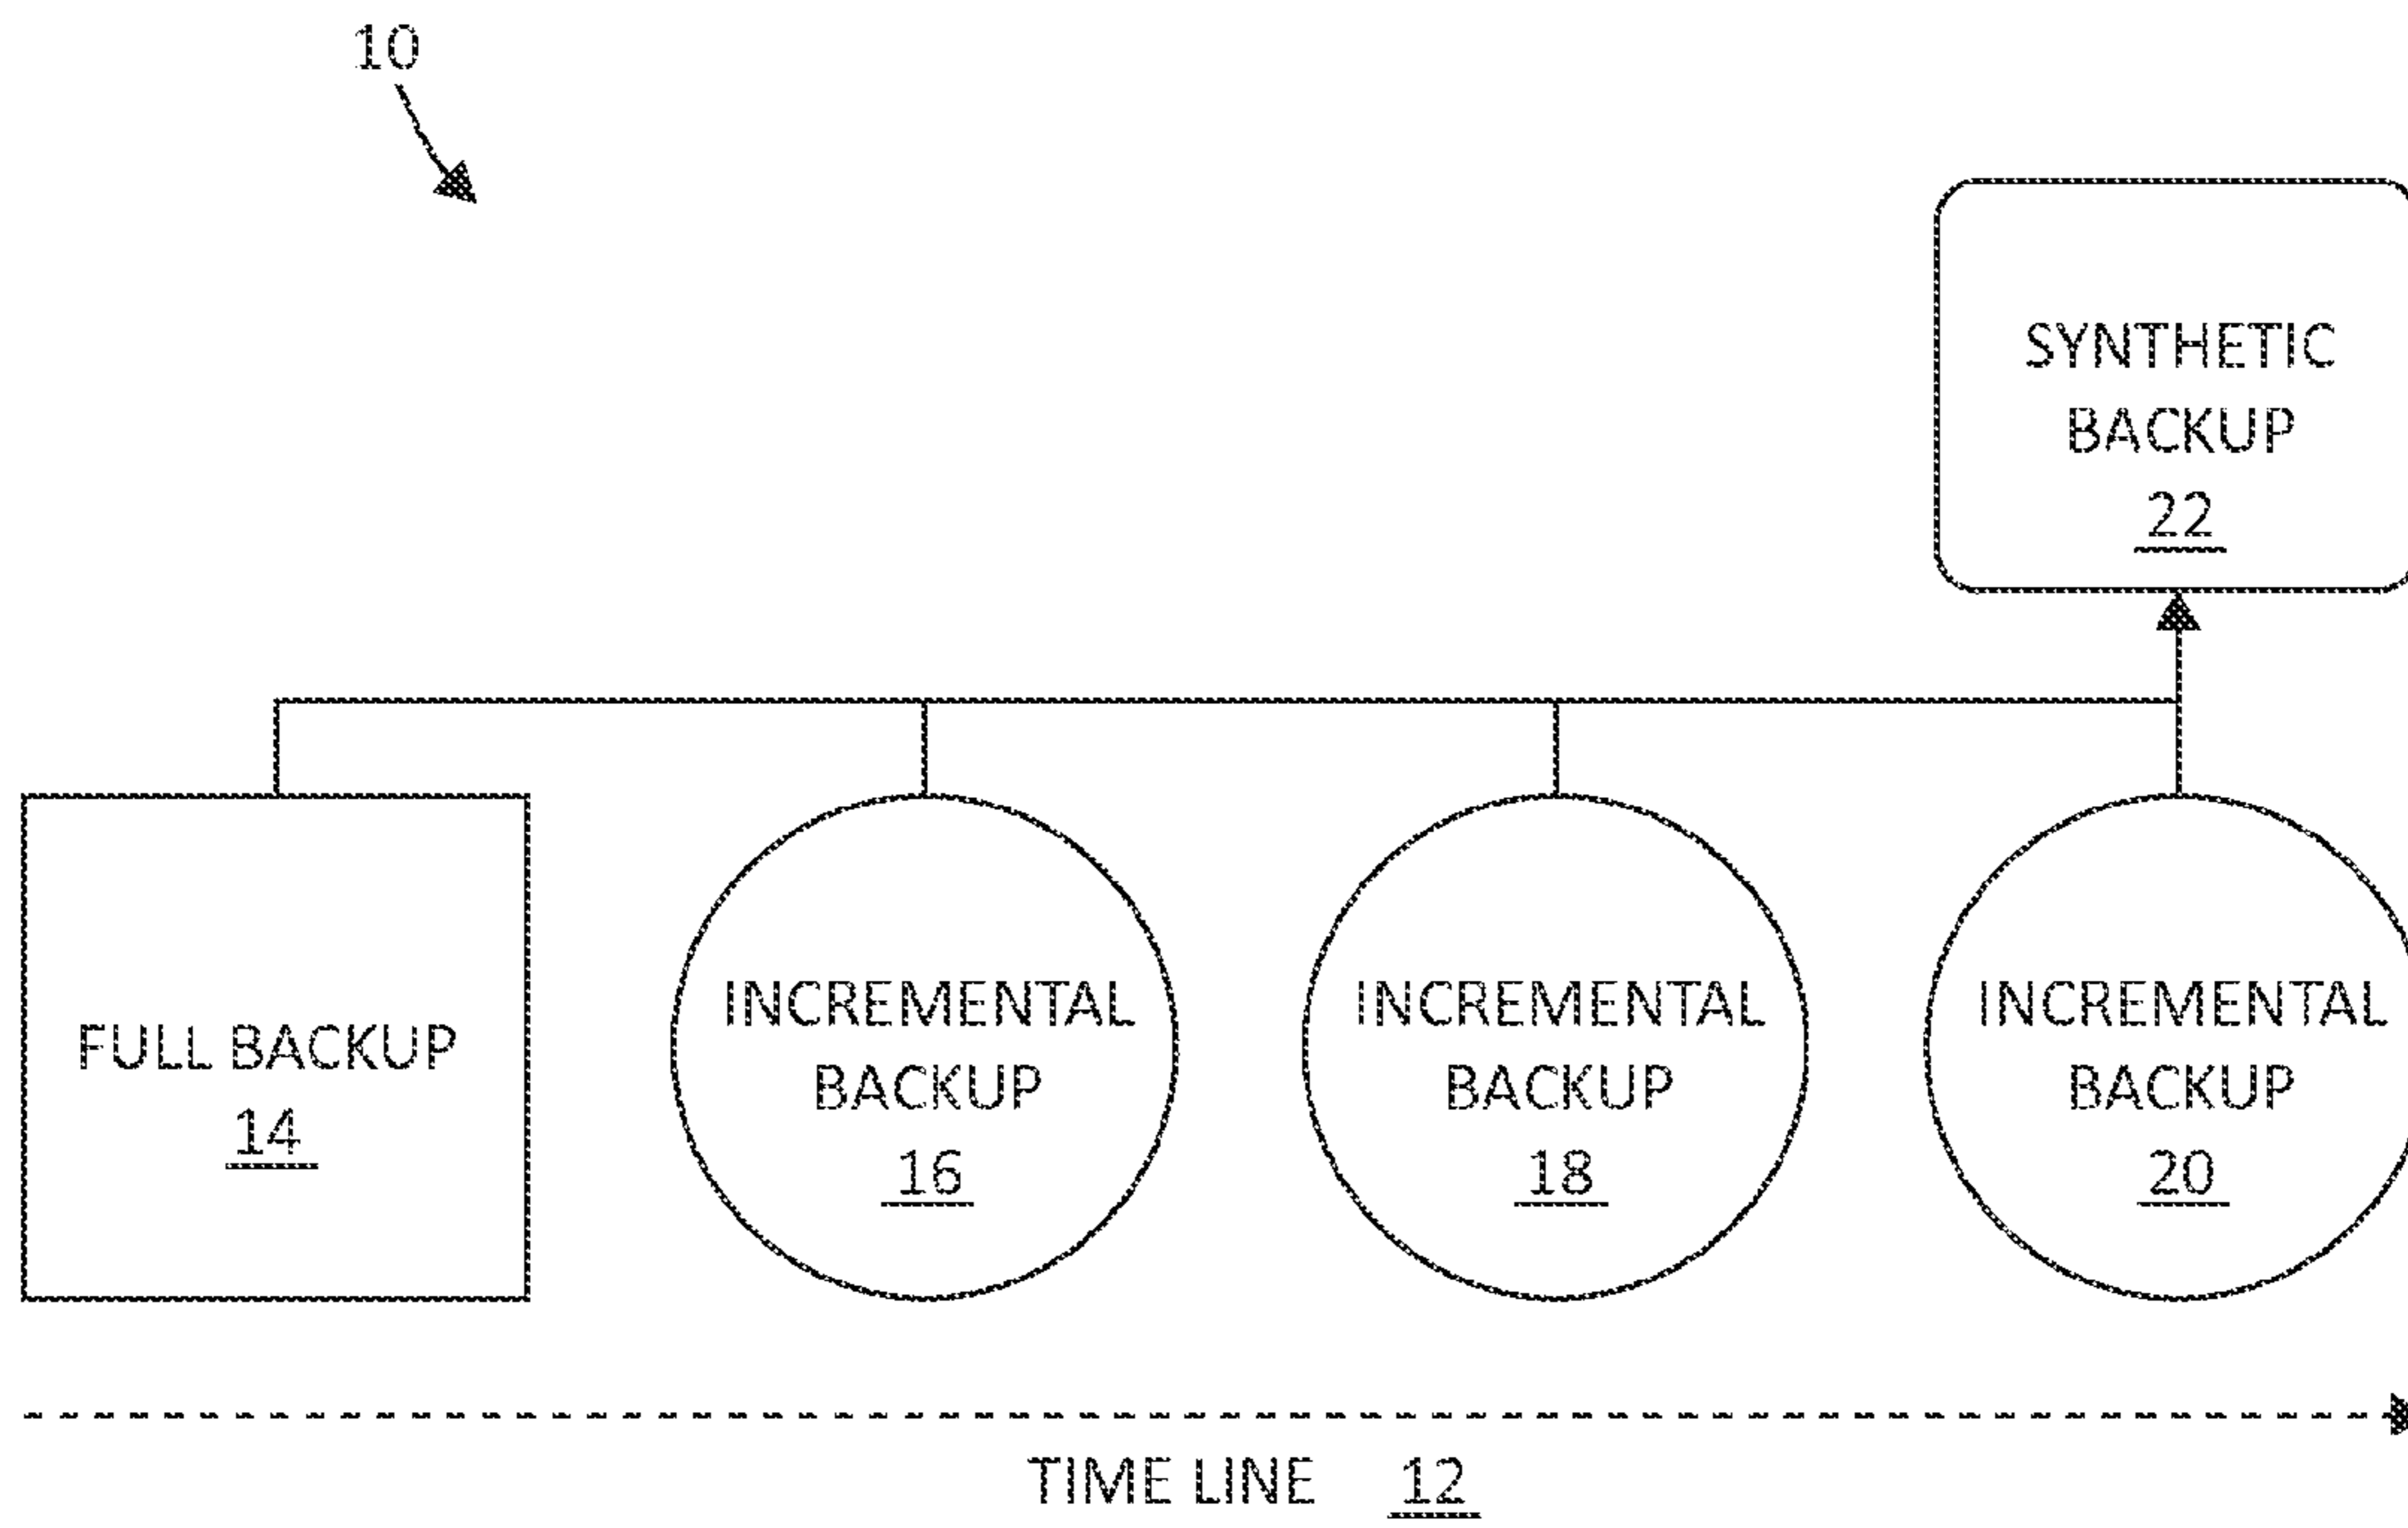 10
SYNTHETIC
BACKUP
22
FULL BACKUP
14
INCREMENTAL
BACKUP
16
INCREMENTAL
BACKUP
18
INCREMENTAL
BACKUP
20
TIME LINE 12